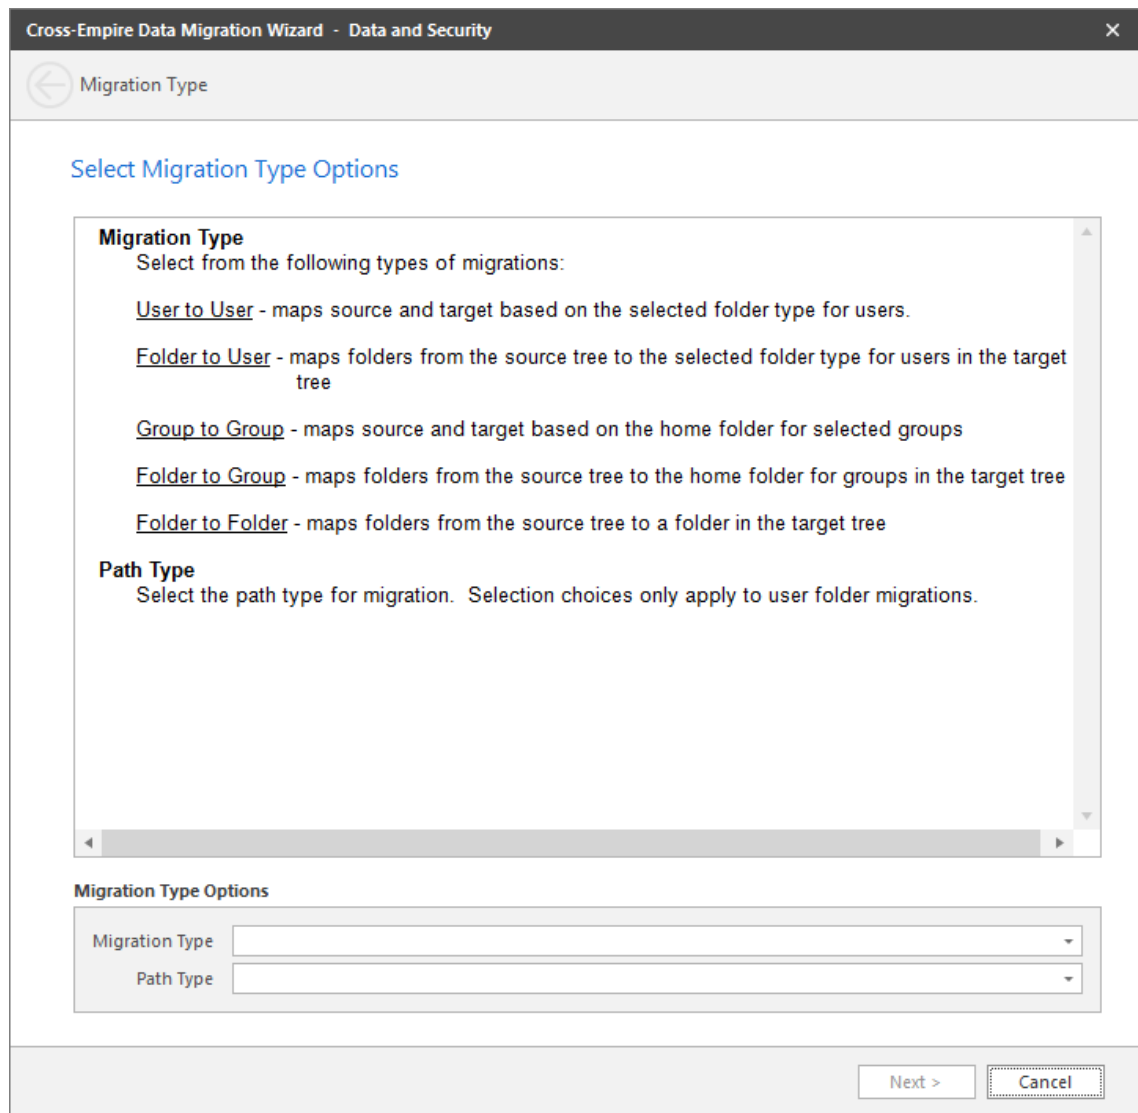 Cross-Empire Data Migration Wizard - Data and Security
Migration Type
Select Migration Type Options
Migration Type
Select from the following types of migrations:
User to User - maps source and target based on the selected folder type for users.
Folder to User - maps folders from the source tree to the selected folder type for users in the target
tree
Group to Group - maps source and target based on the home folder for selected groups
Folder to Group - maps folders from the source tree to the home folder for groups in the target tree
Folder to Folder - maps folders from the source tree to a folder in the target tree
Path Type
Select the path type for migration.  Selection choices only apply to user folder migrations.
Migration Type Options
Migration Type
Path Type
Next >
Cancel